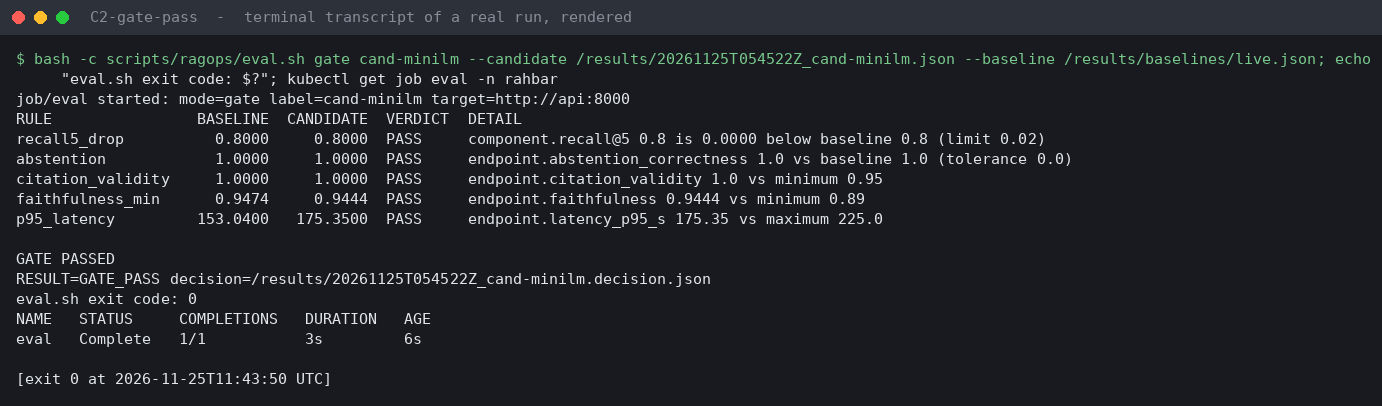 C2-gate-pass  -  terminal transcript of a real run, rendered
$ bash -c scripts/ragops/eval.sh gate cand-minilm --candidate /results/20261125T054522Z_cand-minilm.json --baseline /results/baselines/live.json; echo
     "eval.sh exit code: $?"; kubectl get job eval -n rahbar
job/eval started: mode=gate label=cand-minilm target=http://api:8000
RULE                BASELINE  CANDIDATE  VERDICT  DETAIL
recall5_drop          0.8000     0.8000  PASS     component.recall@5 0.8 is 0.0000 below baseline 0.8 (limit 0.02)
abstention            1.0000     1.0000  PASS     endpoint.abstention_correctness 1.0 vs baseline 1.0 (tolerance 0.0)
citation_validity     1.0000     1.0000  PASS     endpoint.citation_validity 1.0 vs minimum 0.95
faithfulness_min      0.9474     0.9444  PASS     endpoint.faithfulness 0.9444 vs minimum 0.89
p95_latency         153.0400   175.3500  PASS     endpoint.latency_p95_s 175.35 vs maximum 225.0
GATE PASSED
RESULT=GATE_PASS decision=/results/20261125T054522Z_cand-minilm.decision.json
eval.sh exit code: 0
NAME   STATUS     COMPLETIONS   DURATION   AGE
eval   Complete   1/1           3s         6s
[exit 0 at 2026-11-25T11:43:50 UTC]